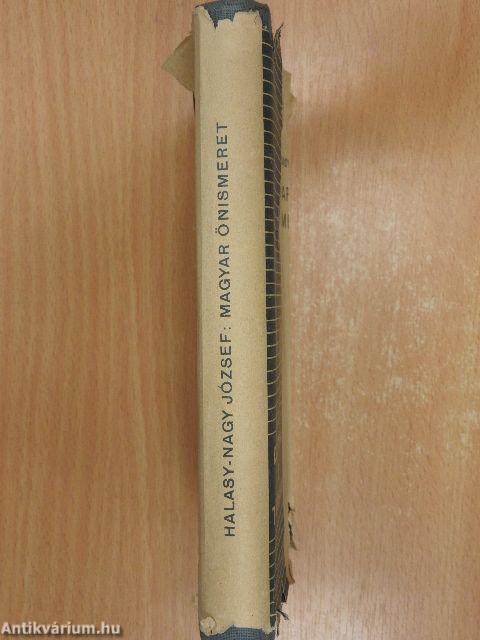 HALASY-NAGY JÓZSEF: MAGYAR ÖNISMERET
Antikvárium.hu